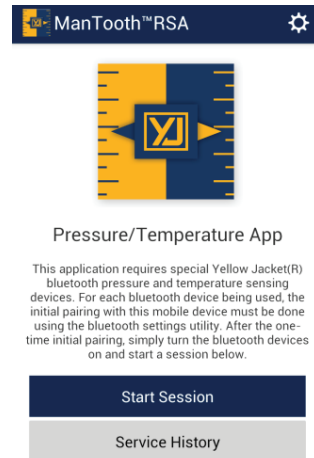 YJ
ManTooth™RSA
YJ
Pressure/Temperature App
This application requires special Yellow Jacket(R)
bluetooth pressure and temperature sensing
devices. For each bluetooth device being used, the
initial pairing with this mobile device must be done
using the bluetooth settings utility. After the one-
time initial pairing, simply turn the bluetooth devices
on and start a session below.
Start Session
Service History